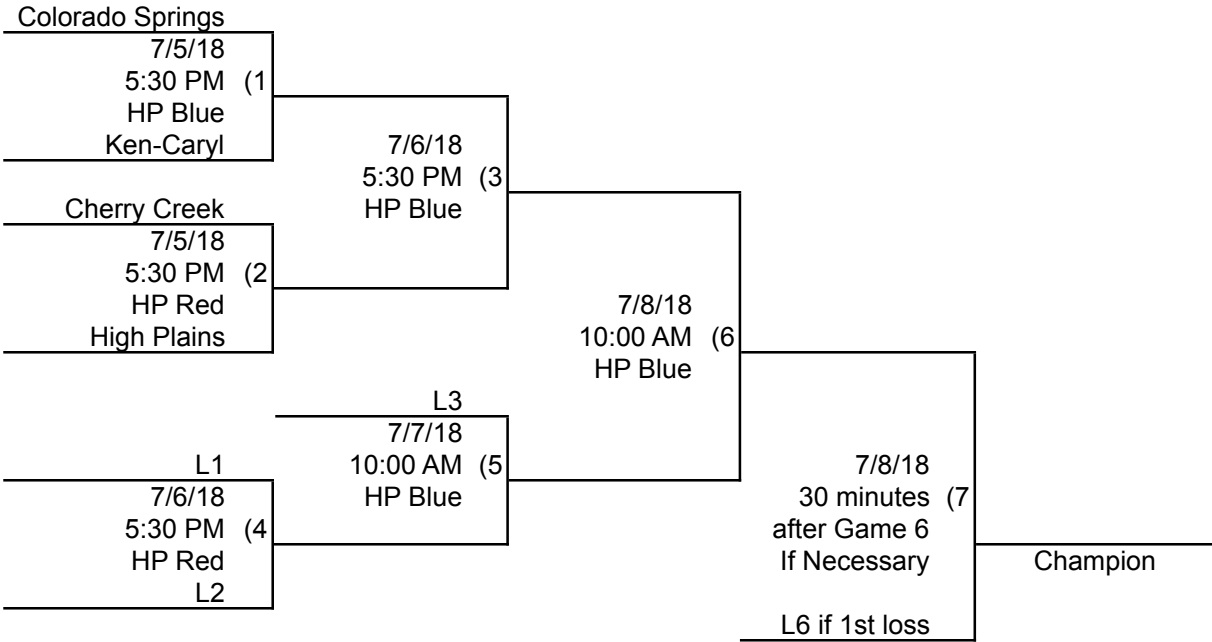 Colorado Springs
7/5/18
5:30 PM (1
HP Blue
Ken-Caryl
7/6/18
5:30 PM (3
HP Blue
Cherry Creek
7/5/18
5:30 PM (2
HP Red
High Plains
7/8/18
10:00 AM (6
HP Blue
L3
7/7/18
10:00 AM (5
HP Blue
L1
7/6/18
5:30 PM (4
HP Red
L2
7/8/18
30 minutes (7
after Game 6
If Necessary
Champion
L6 if 1st loss